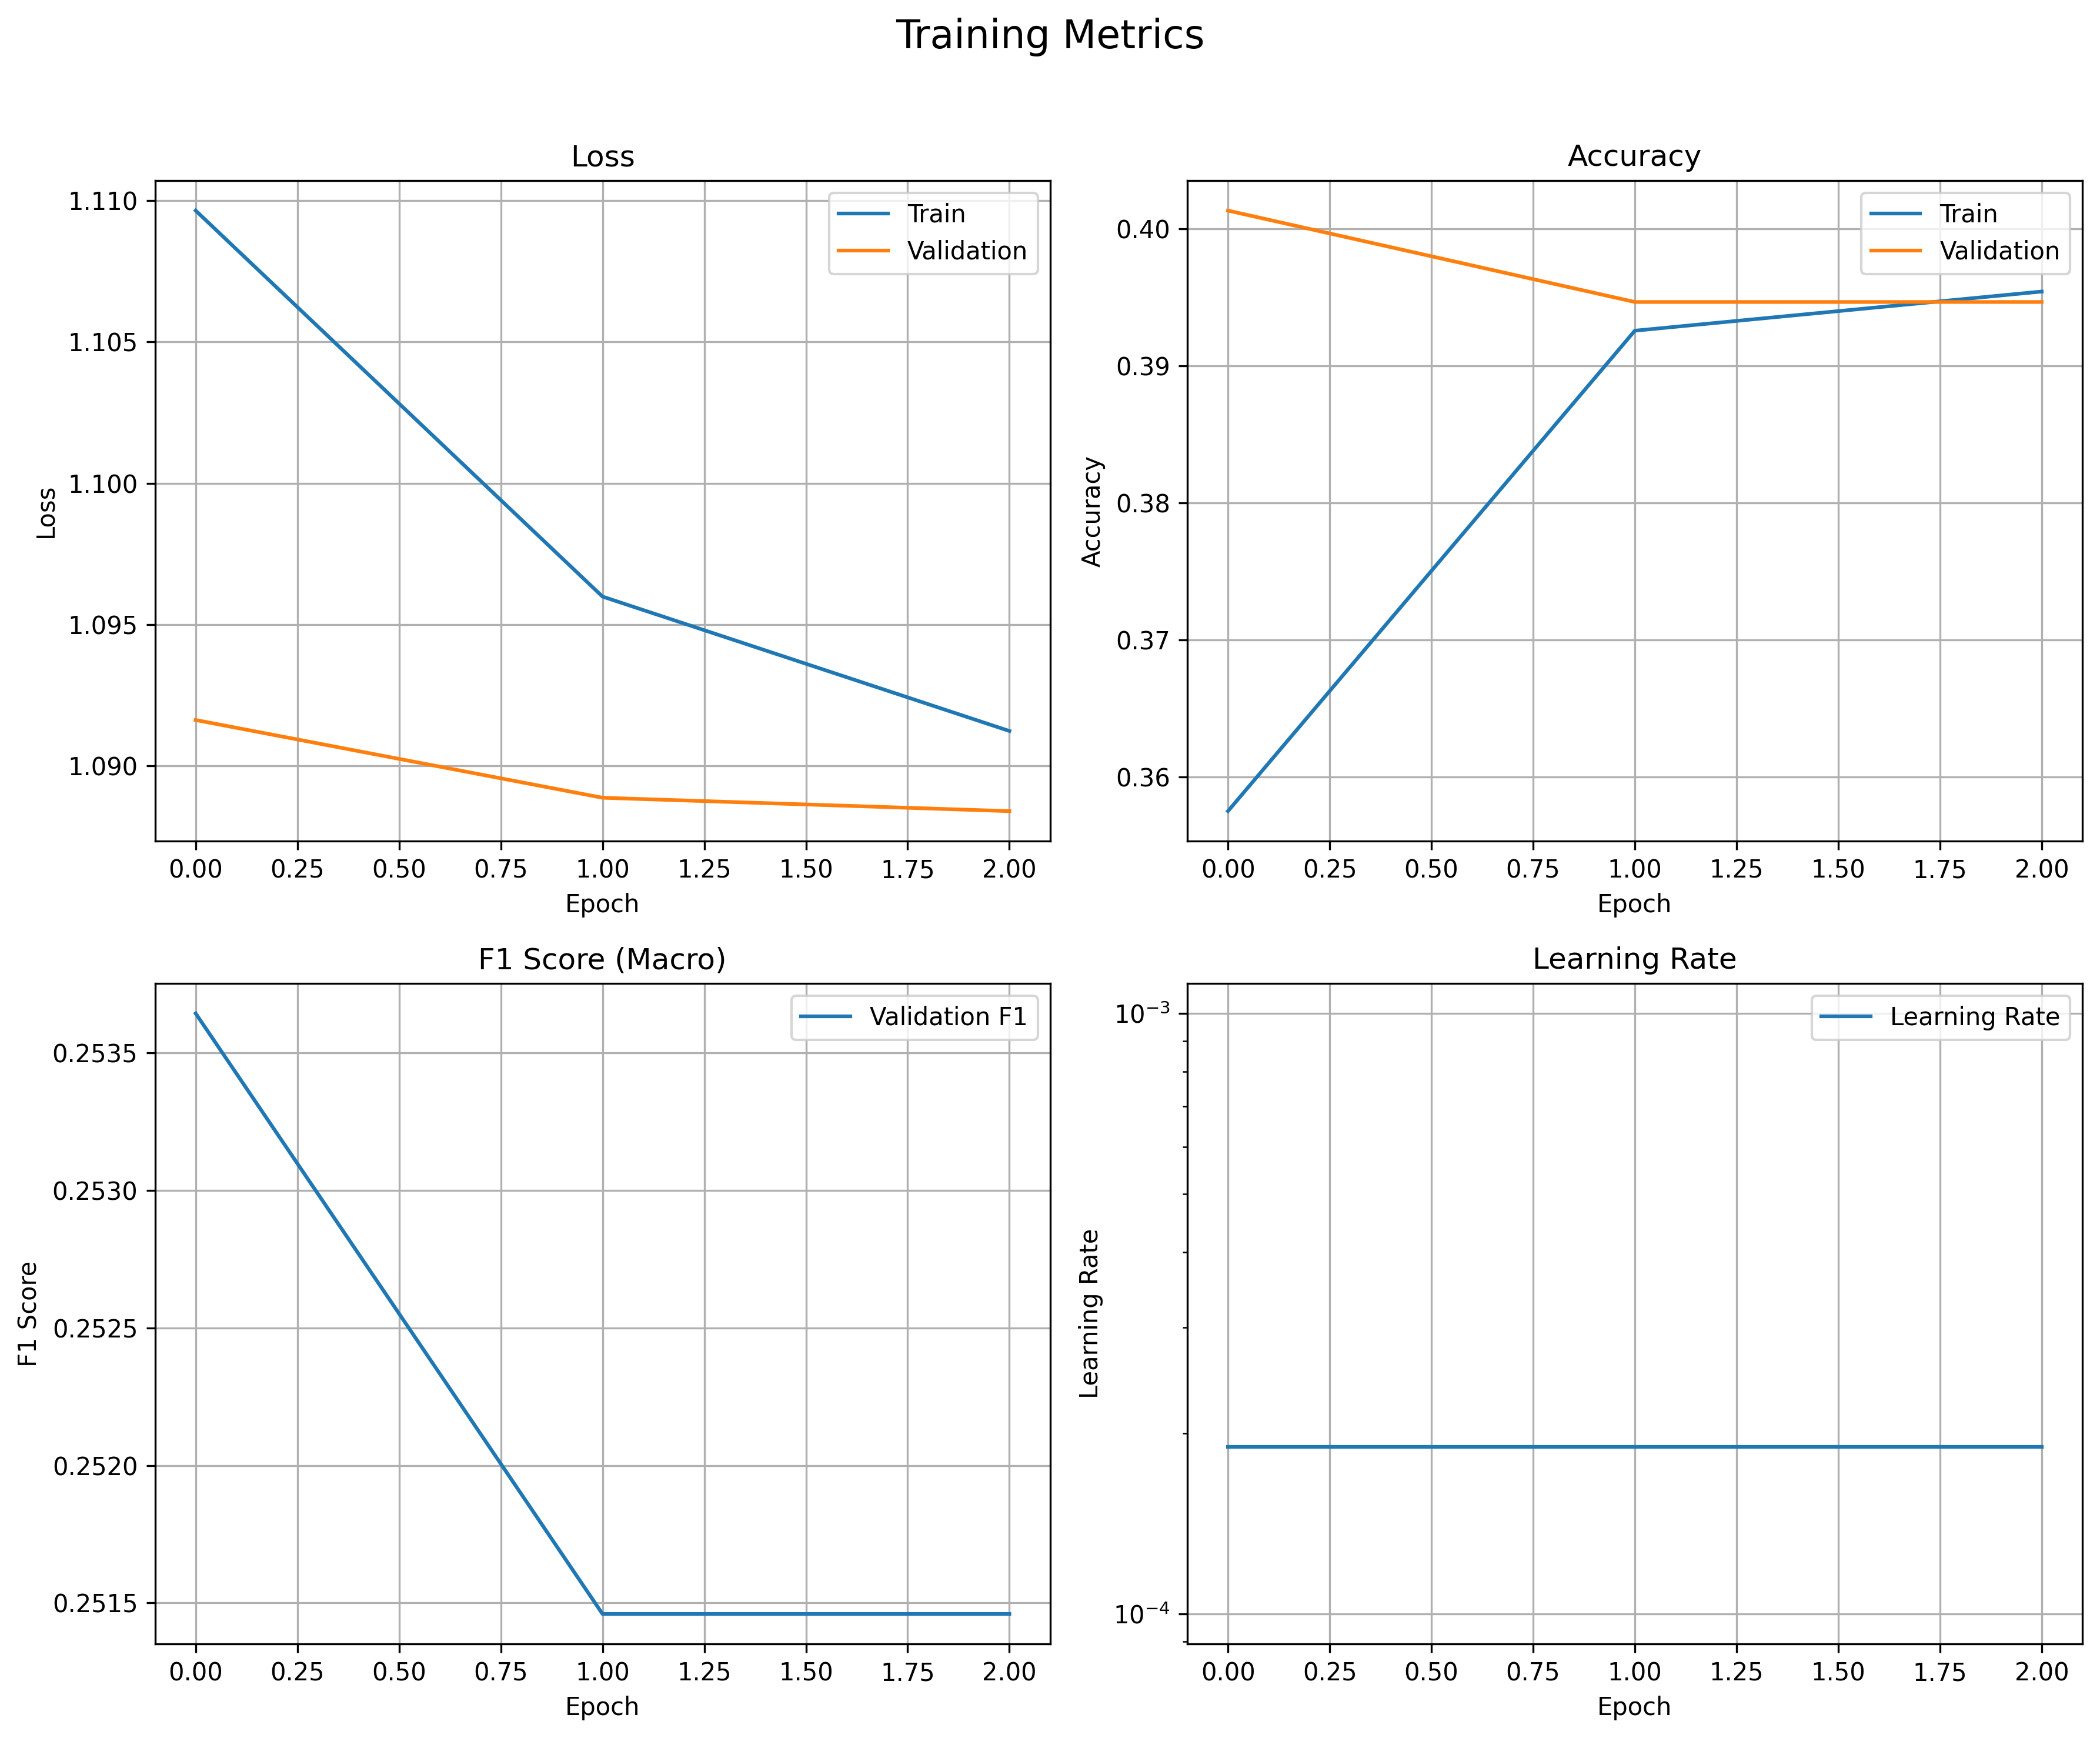 Training Metrics
Loss
1.110
1.105
1.100
1.095
1.090
Loss
Train
Validation
0.00 0.25 0.50 0.75 1.00 1.25 1.50 1.75 2.00
Epoch
Accuracy
0.40
0.39
0.38
0.37
0.36
Accuracy
Train
Validation
0.00 0.25 0.50 0.75 1.00 1.25 1.50 1.75 2.00
Epoch
F1 Score (Macro)
0.2535
0.2530
0.2525
0.2520
0.2515
F1 Score
Validation F1
0.00 0.25 0.50 0.75 1.00 1.25 1.50 1.75 2.00
Epoch
Learning Rate
10⁻³
10⁻⁴
Learning Rate
Learning Rate
0.00 0.25 0.50 0.75 1.00 1.25 1.50 1.75 2.00
Epoch